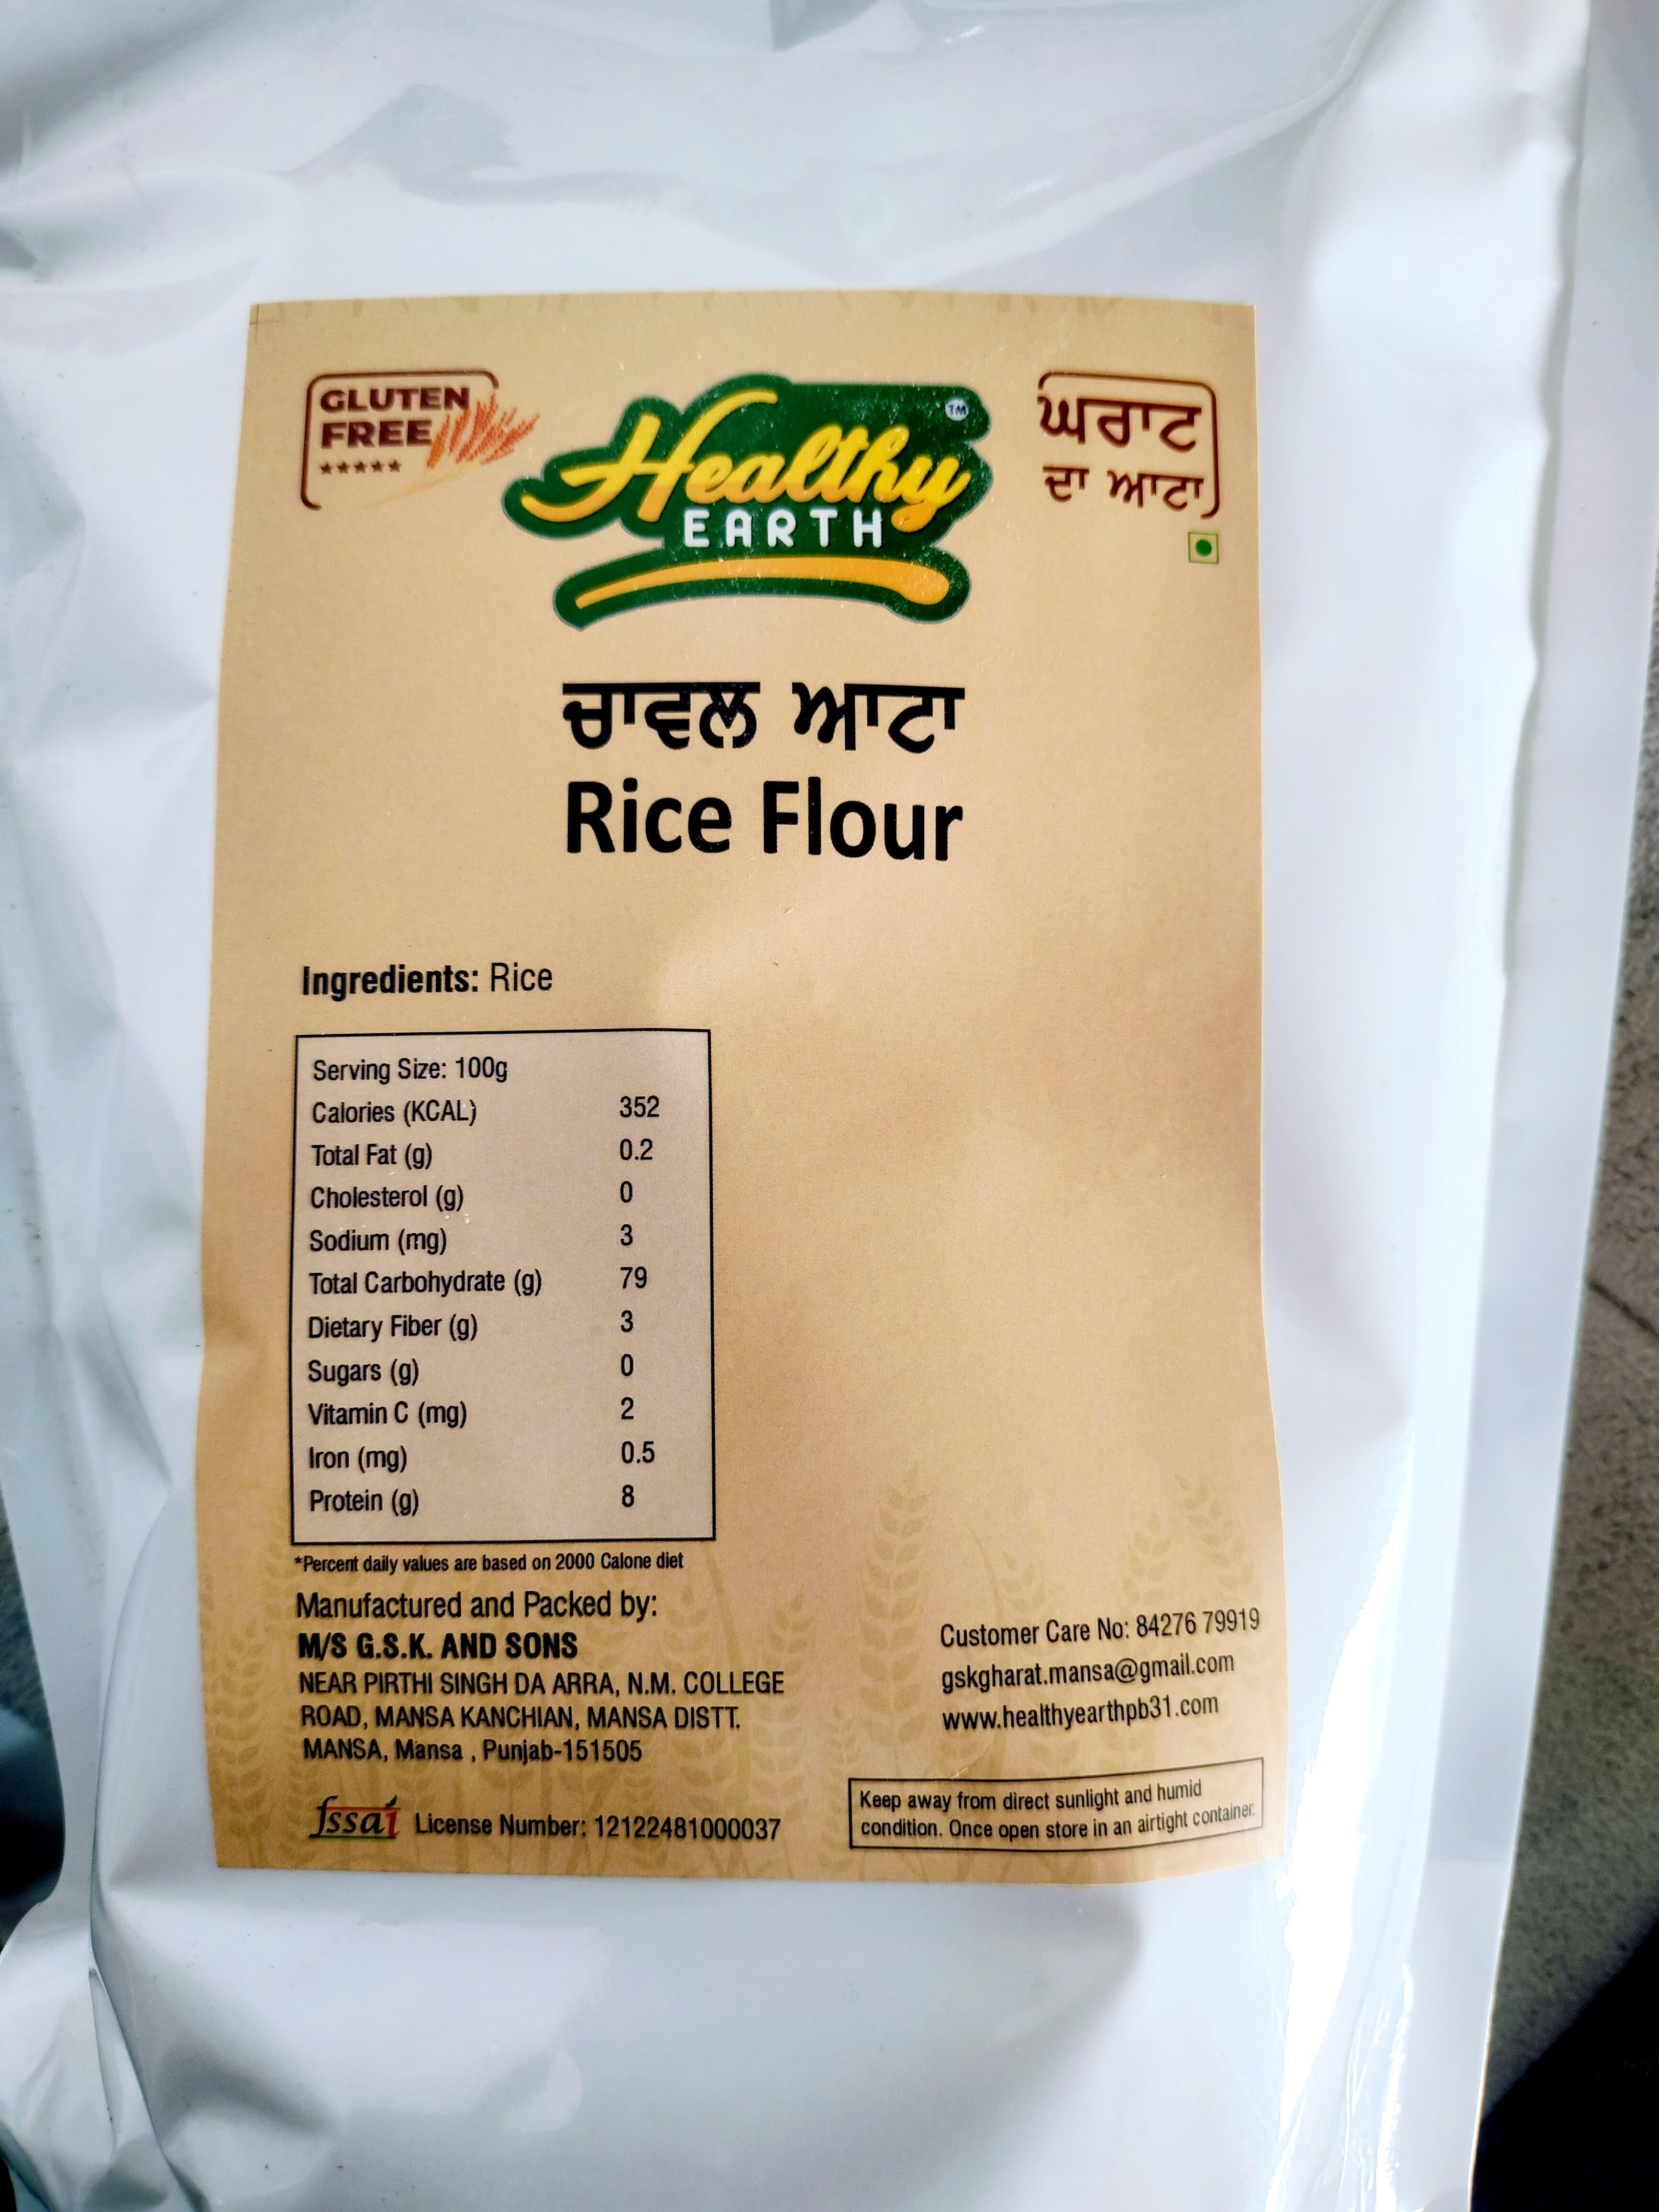 GLUTEN
FREE
Healthy
TM
EARTH
ਘਰਾਟ
ਦਾ ਆਟਾ
ਚਾਵਲ ਆਟਾ
Rice Flour
Ingredients: Rice
Serving Size: 100g
Calories (KCAL) 352
Total Fat (g) 0.2
Cholesterol (g) 0
Sodium (mg) 3
Total Carbohydrate (g) 79
Dietary Fiber (g) 3
Sugars (g) 0
Vitamin C (mg) 2
Iron (mg) 0.5
Protein (g) 8
*Percent daily values are based on 2000 Calone diet
Manufactured and Packed by:
M/S G.S.K. AND SONS
NEAR PIRTHI SINGH DA ARRA, N.M. COLLEGE
ROAD, MANSA KANCHIAN, MANSA DISTT.
MANSA, Mansa , Punjab-151505
fssai License Number: 12122481000037
Customer Care No: 84276 79919
gskgharat.mansa@gmail.com
www.healthyearthpb31.com
Keep away from direct sunlight and humid
condition. Once open store in an airtight container.